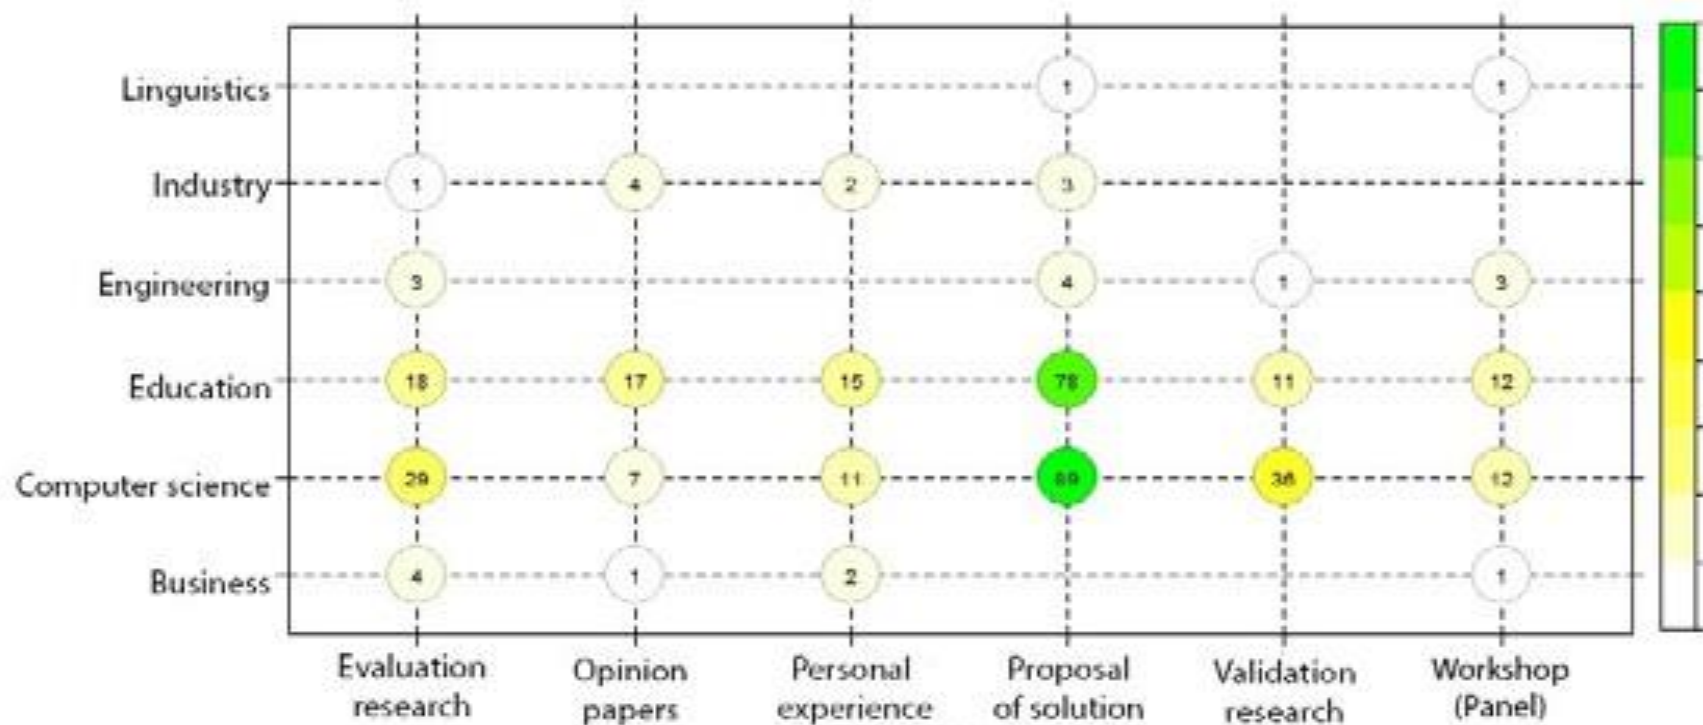 Linguistics 1 1
Industry 1 4 2 3
Engineering 3 4 1 3
Education 18 17 15 78 11 12
Computer science 29 7 11 89 36 12
Business 4 1 2 1
Evaluation Opinion Personal Proposal Validation Workshop
research papers experience of solution research (Panel)